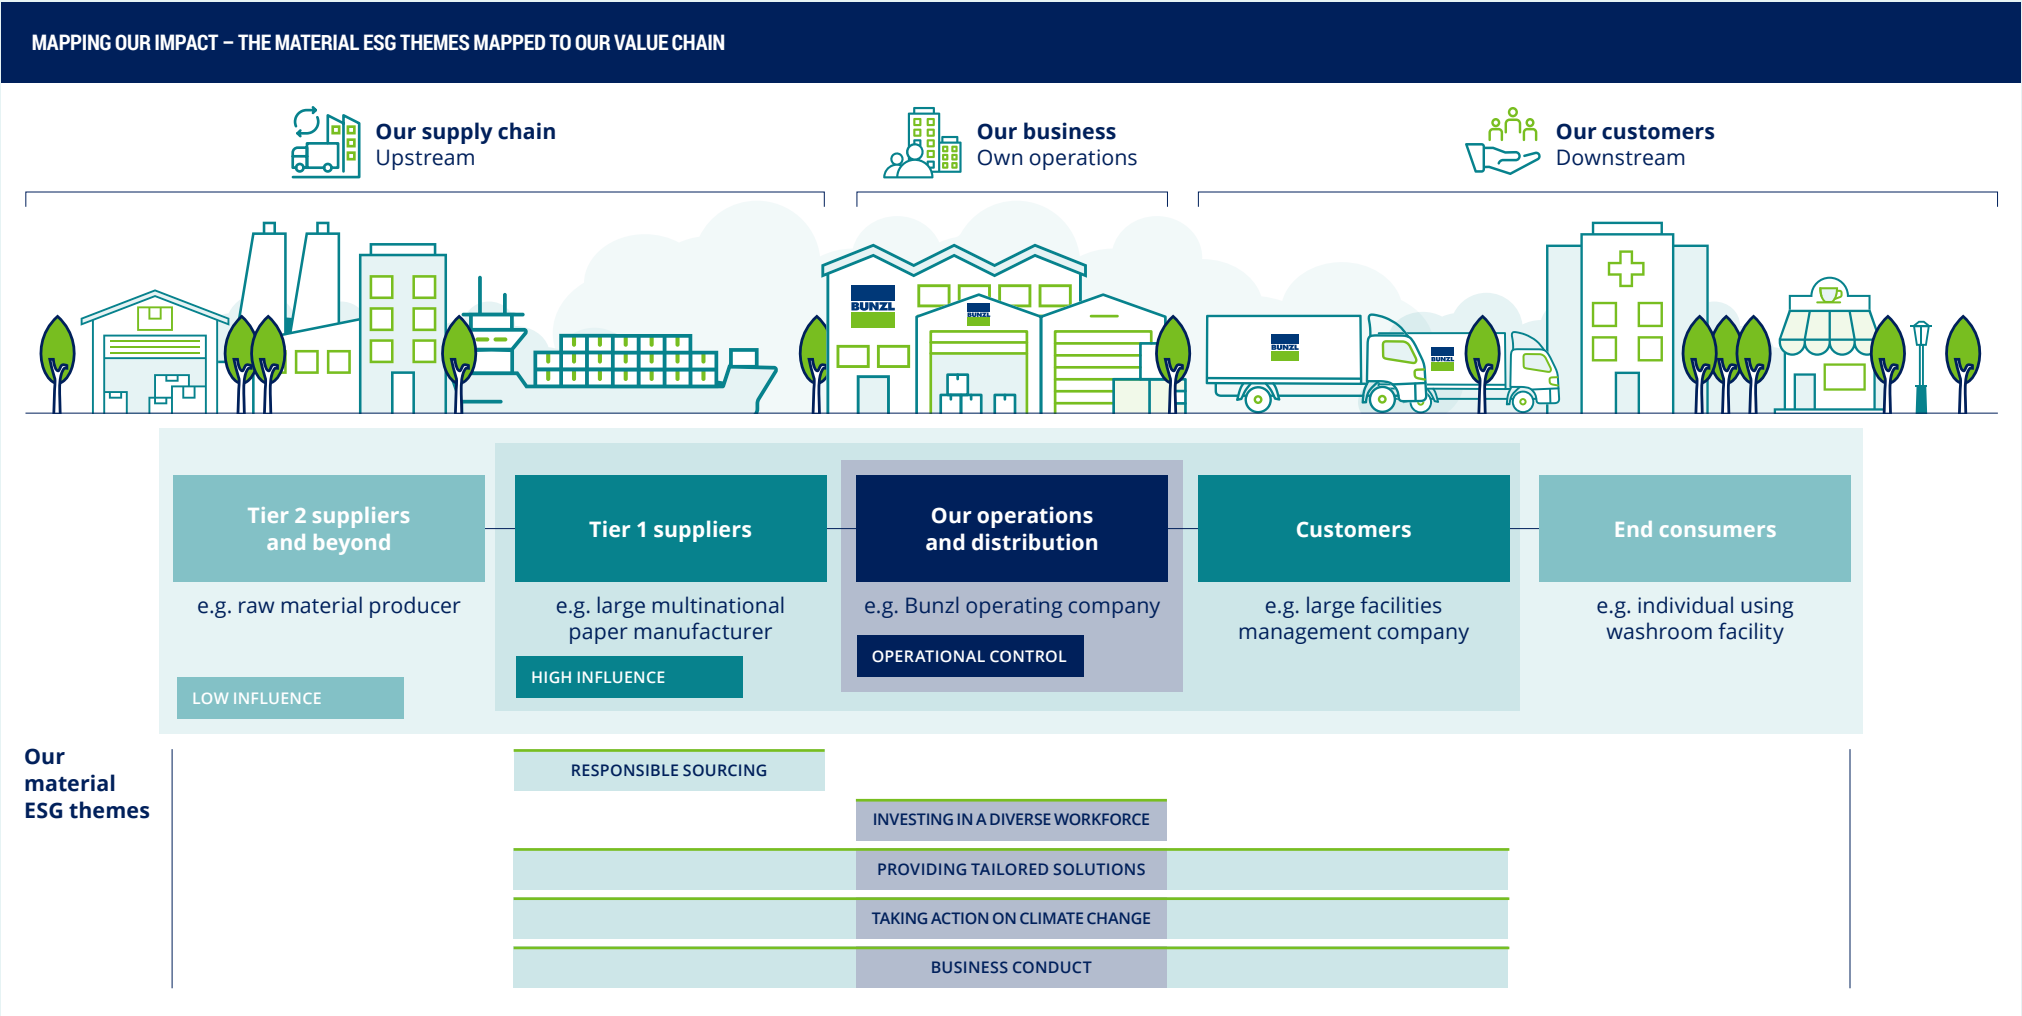 MAPPING OUR IMPACT – THE MATERIAL ESG THEMES MAPPED TO OUR VALUE CHAIN
Our supply chain
Upstream
Our business
Own operations
Our customers
Downstream
BUNZL
BUNZL
BUNZL
BUNZL
Tier 2 suppliers
and beyond
e.g. raw material producer
LOW INFLUENCE
Tier 1 suppliers
e.g. large multinational
paper manufacturer
HIGH INFLUENCE
Our operations
and distribution
e.g. Bunzl operating company
OPERATIONAL CONTROL
Customers
e.g. large facilities
management company
End consumers
e.g. individual using
washroom facility
Our
material
ESG themes
RESPONSIBLE SOURCING
INVESTING IN A DIVERSE WORKFORCE
PROVIDING TAILORED SOLUTIONS
TAKING ACTION ON CLIMATE CHANGE
BUSINESS CONDUCT